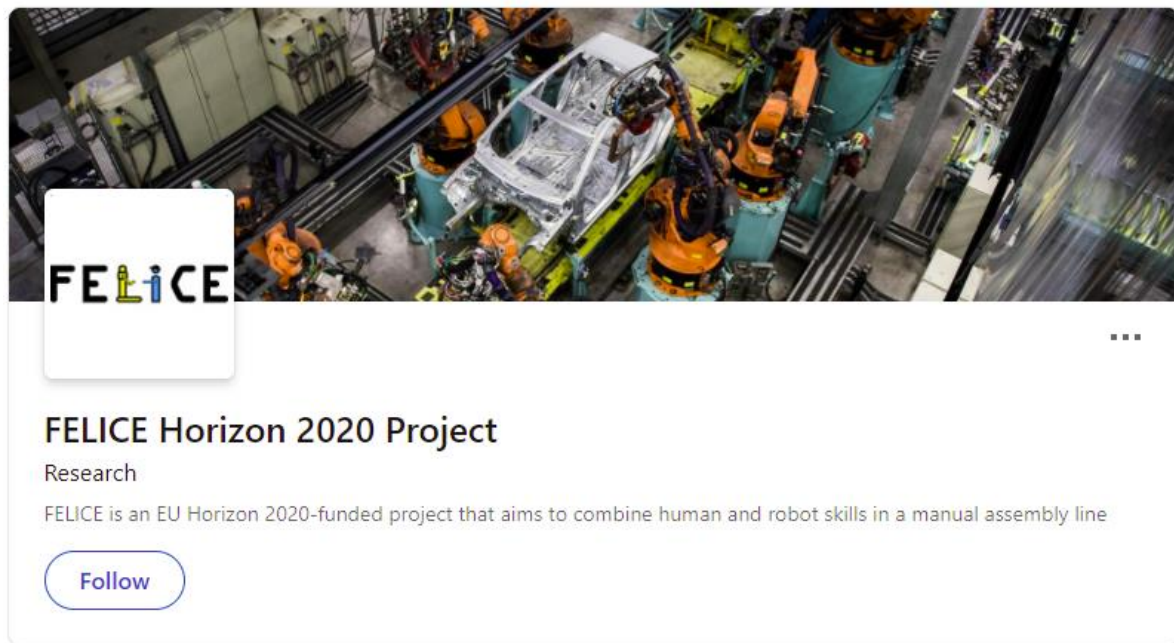 FELICE
FELICE Horizon 2020 Project
Research
FELICE is an EU Horizon 2020-funded project that aims to combine human and robot skills in a manual assembly line
Follow